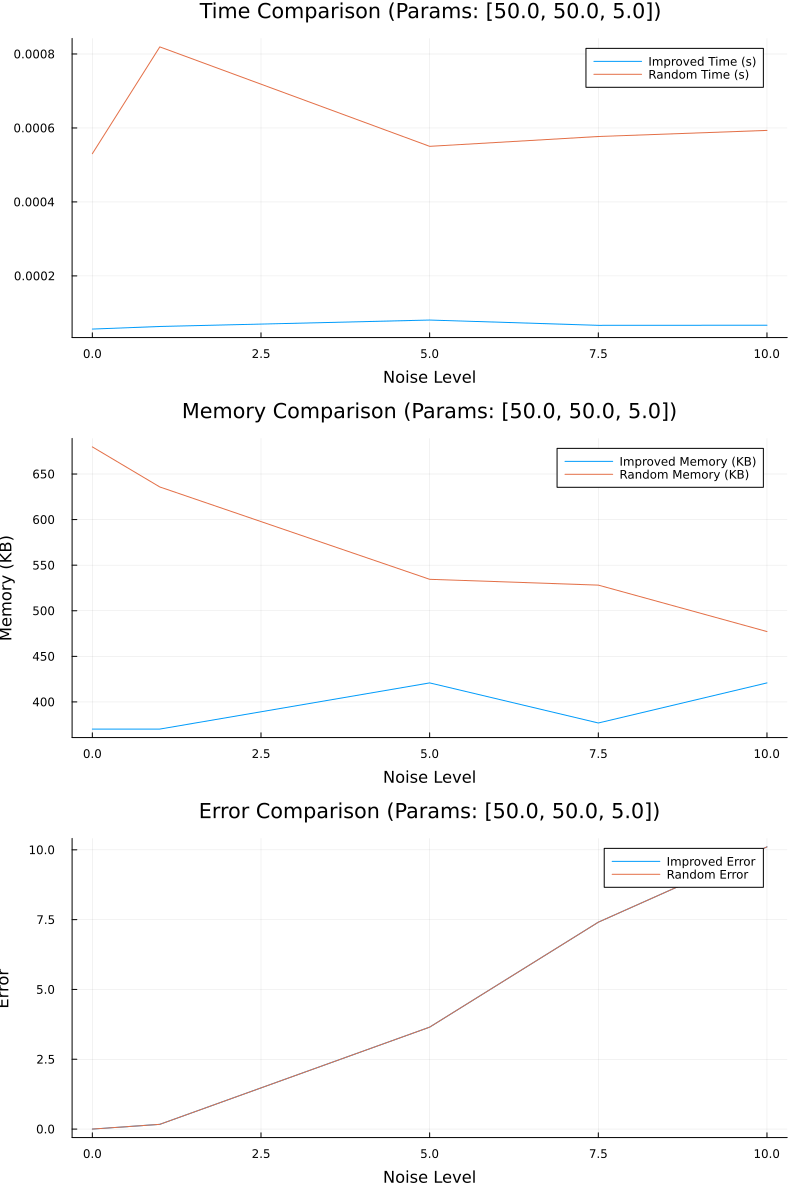 Time Comparison (Params: [50.0, 50.0, 5.0])
0.0008
0.0006
0.0004
0.0002
Improved Time (s)
Random Time (s)
0.0 2.5 5.0 7.5 10.0
Noise Level
Memory Comparison (Params: [50.0, 50.0, 5.0])
Memory (KB)
650
600
550
500
450
400
Improved Memory (KB)
Random Memory (KB)
0.0 2.5 5.0 7.5 10.0
Noise Level
Error Comparison (Params: [50.0, 50.0, 5.0])
Error
10.0
7.5
5.0
2.5
0.0
Improved Error
Random Error
0.0 2.5 5.0 7.5 10.0
Noise Level